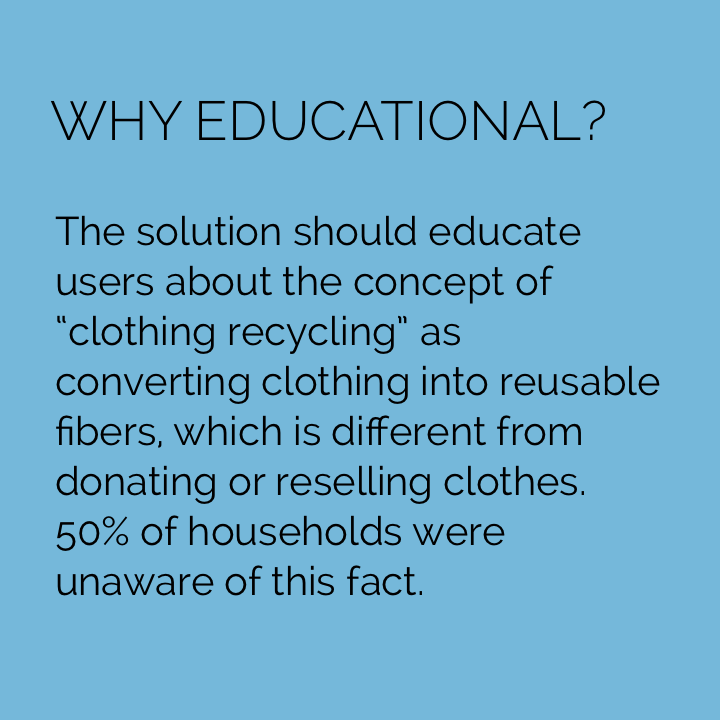 WHY EDUCATIONAL?
The solution should educate
users about the concept of
“clothing recycling” as
converting clothing into reusable
fibers, which is different from
donating or reselling clothes.
50% of households were
unaware of this fact.